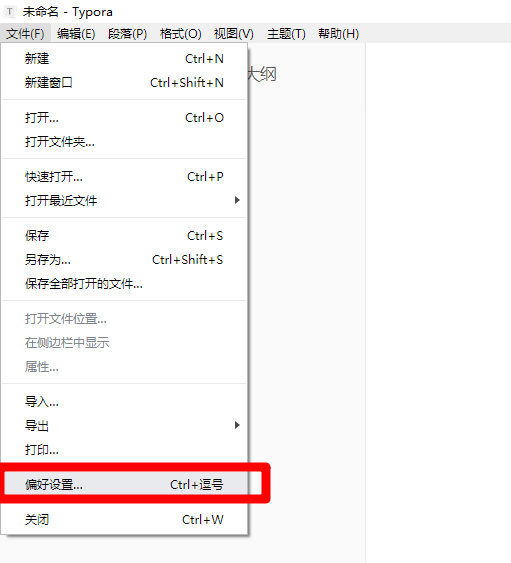 T 未命名 - Typora
文件(F) 编辑(E) 段落(P) 格式(O) 视图(V) 主题(T) 帮助(H)
新建 Ctrl+N
大纲
新建窗口 Ctrl+Shift+N
打开... Ctrl+O
打开文件夹...
快速打开... Ctrl+P
打开最近文件
保存 Ctrl+S
另存为... Ctrl+Shift+S
保存全部打开的文件...
打开文件位置...
在侧边栏中显示
属性...
导入...
导出
打印...
偏好设置... Ctrl+逗号
关闭 Ctrl+W